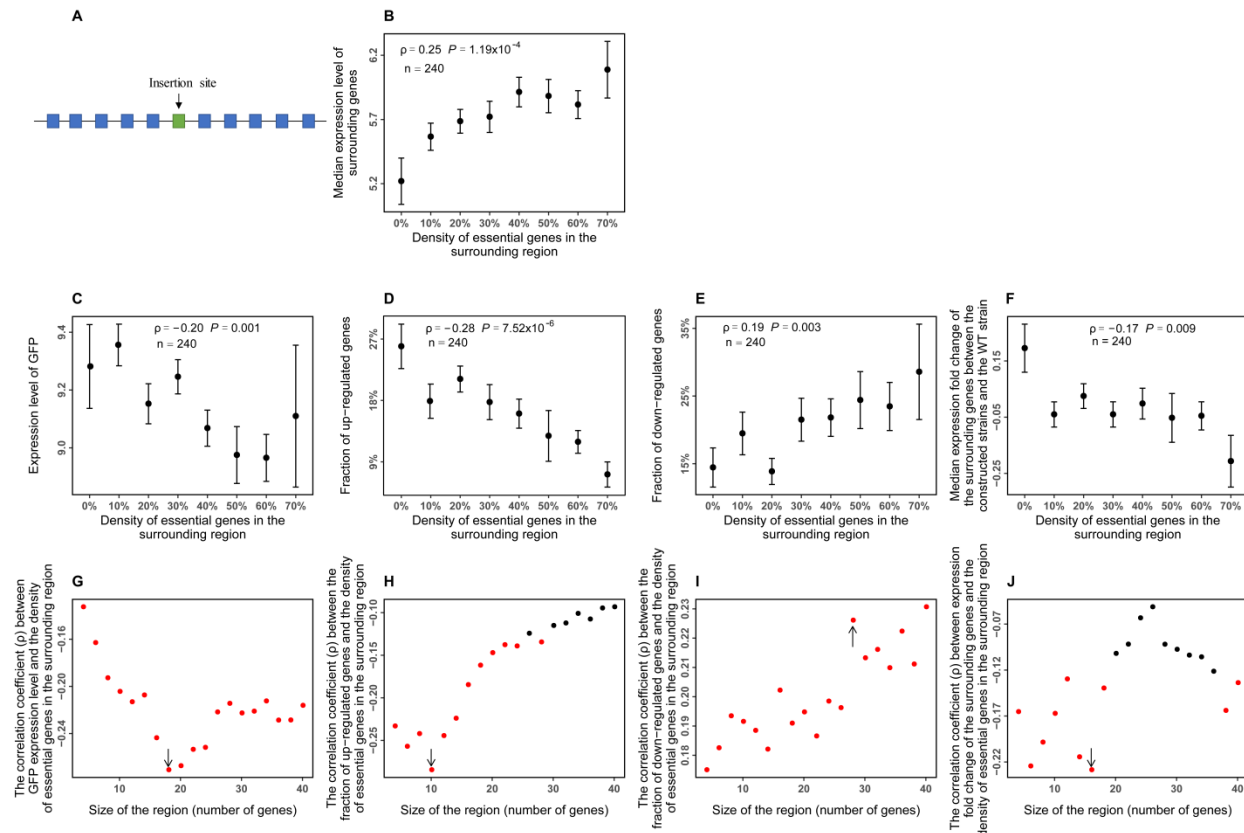 A
Insertion site
B
Median expression level of
surrounding genes
6.2
5.7
5.2
ρ = 0.25 P = 1.19x10⁻⁴
n = 240
0% 10% 20% 30% 40% 50% 60% 70%
Density of essential genes in the
surrounding region
C
Expression level of GFP
9.4
9.2
9.0
ρ = −0.20 P = 0.001
n = 240
0% 10% 20% 30% 40% 50% 60% 70%
Density of essential genes in the
surrounding region
D
Fraction of up−regulated genes
27%
18%
9%
ρ = −0.28 P = 7.52x10⁻⁶
n = 240
0% 10% 20% 30% 40% 50% 60% 70%
Density of essential genes in the
surrounding region
E
Fraction of down−regulated genes
35%
25%
15%
ρ = 0.19 P = 0.003
n = 240
0% 10% 20% 30% 40% 50% 60% 70%
Density of essential genes in the
surrounding region
F
Median expression fold change of
the surrounding genes between the
constructed strains and the WT strain
0.15
−0.05
−0.25
ρ = −0.17 P = 0.009
n = 240
0% 10% 20% 30% 40% 50% 60% 70%
Density of essential genes in the
surrounding region
G
The correlation coefficient (ρ) between
GFP expression level and the density
of essential genes in the surrounding region
−0.16
−0.20
−0.24
10 20 30 40
Size of the region (number of genes)
H
The correlation coefficient (ρ) between the
fraction of up−regulated genes and the density
of essential genes in the surrounding region
−0.10
−0.15
−0.20
−0.25
10 20 30 40
Size of the region (number of genes)
I
The correlation coefficient (ρ) between the
fraction of down−regulated genes and the density
of essential genes in the surrounding region
0.23
0.22
0.21
0.20
0.19
0.18
10 20 30 40
Size of the region (number of genes)
J
The correlation coefficient (ρ) between expression
fold change of the surrounding genes and the
density of essential genes in the surrounding region
−0.07
−0.12
−0.17
−0.22
10 20 30 40
Size of the region (number of genes)